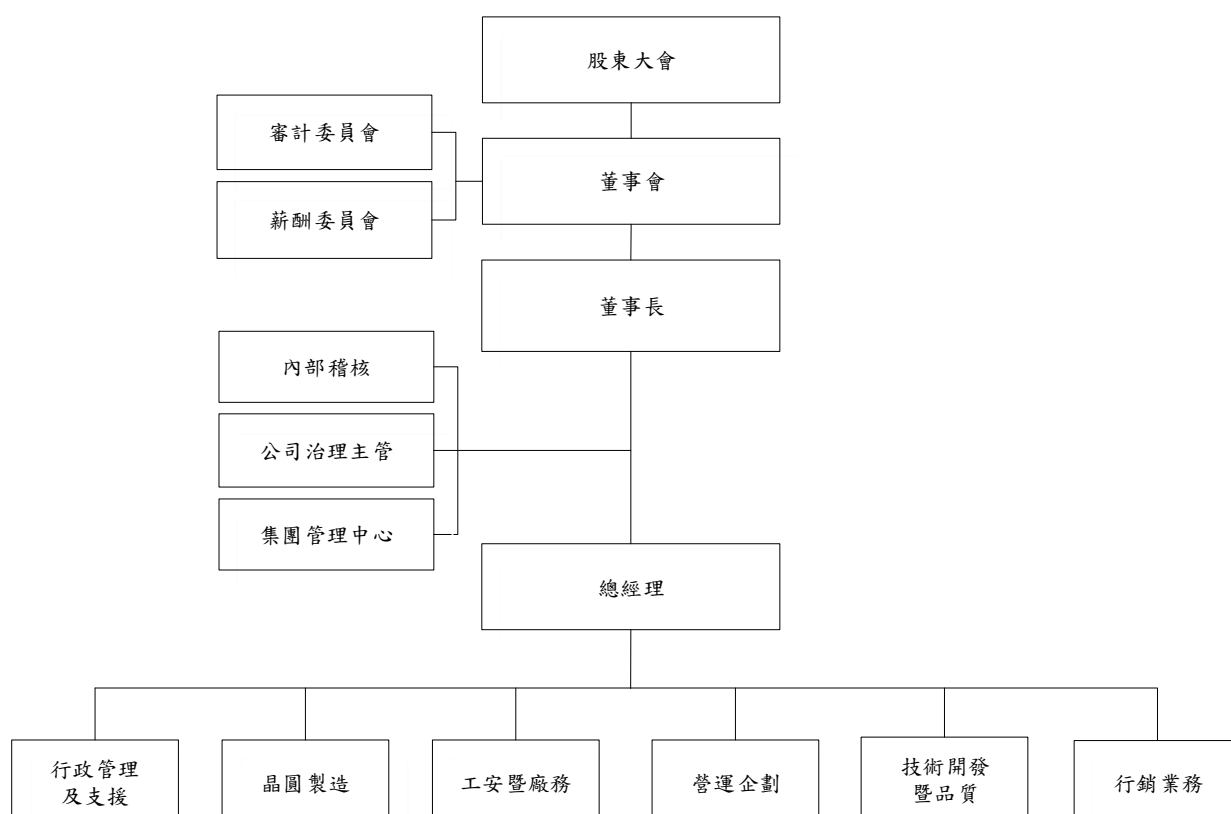 股東大會
審計委員會
董事會
薪酬委員會
董事長
內部稽核
公司治理主管
集團管理中心
總經理
行政管理
及支援
晶圓製造
工安暨廠務
營運企劃
技術開發
暨品質
行銷業務